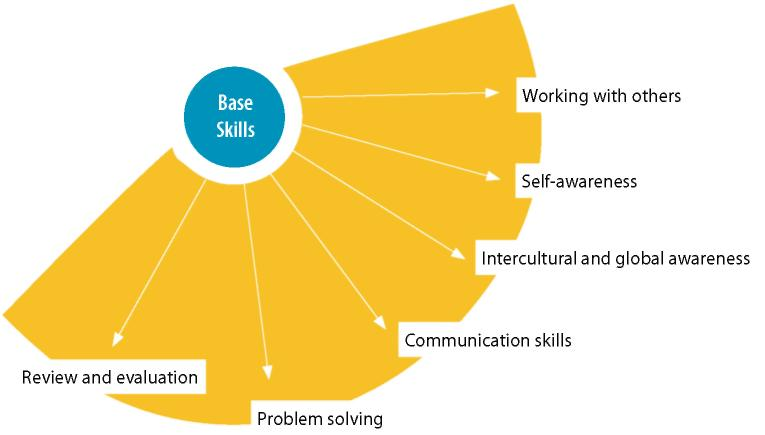 Base
Skills
Working with others
Self-awareness
Intercultural and global awareness
Communication skills
Review and evaluation
Problem solving